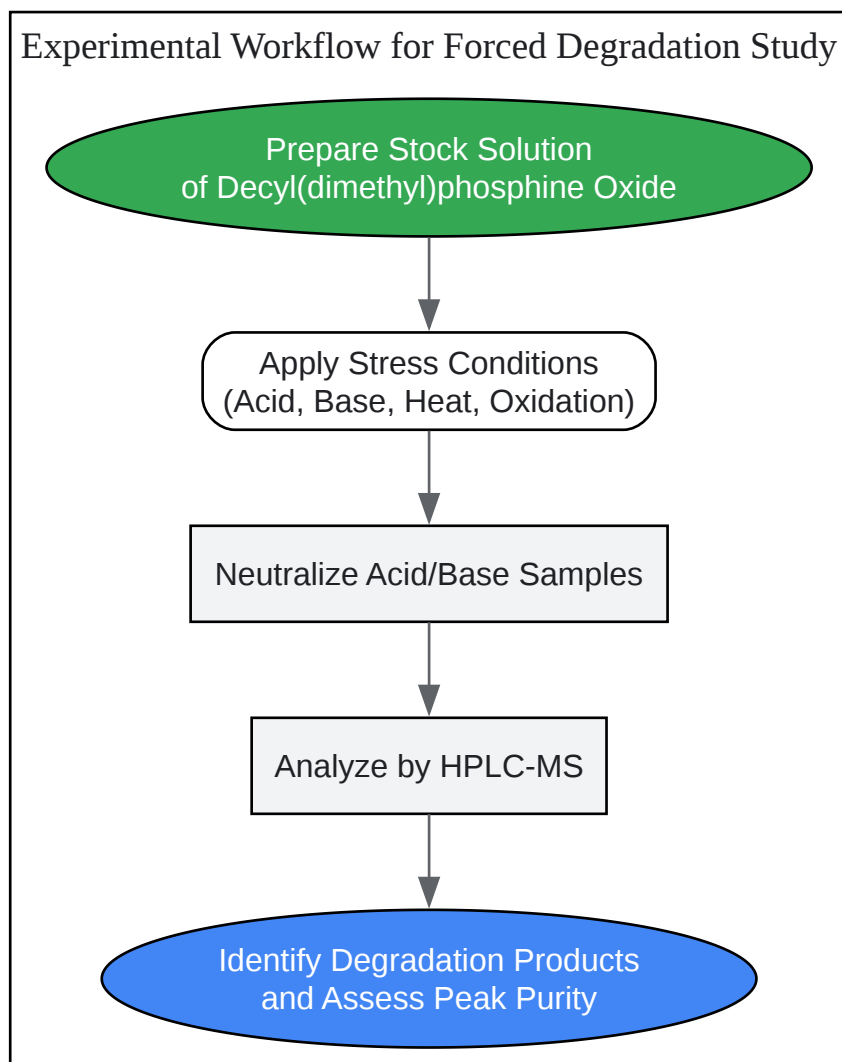 Experimental Workflow for Forced Degradation Study
Prepare Stock Solution
of Decyl(dimethyl)phosphine Oxide
Apply Stress Conditions
(Acid, Base, Heat, Oxidation)
Neutralize Acid/Base Samples
Analyze by HPLC-MS
Identify Degradation Products
and Assess Peak Purity